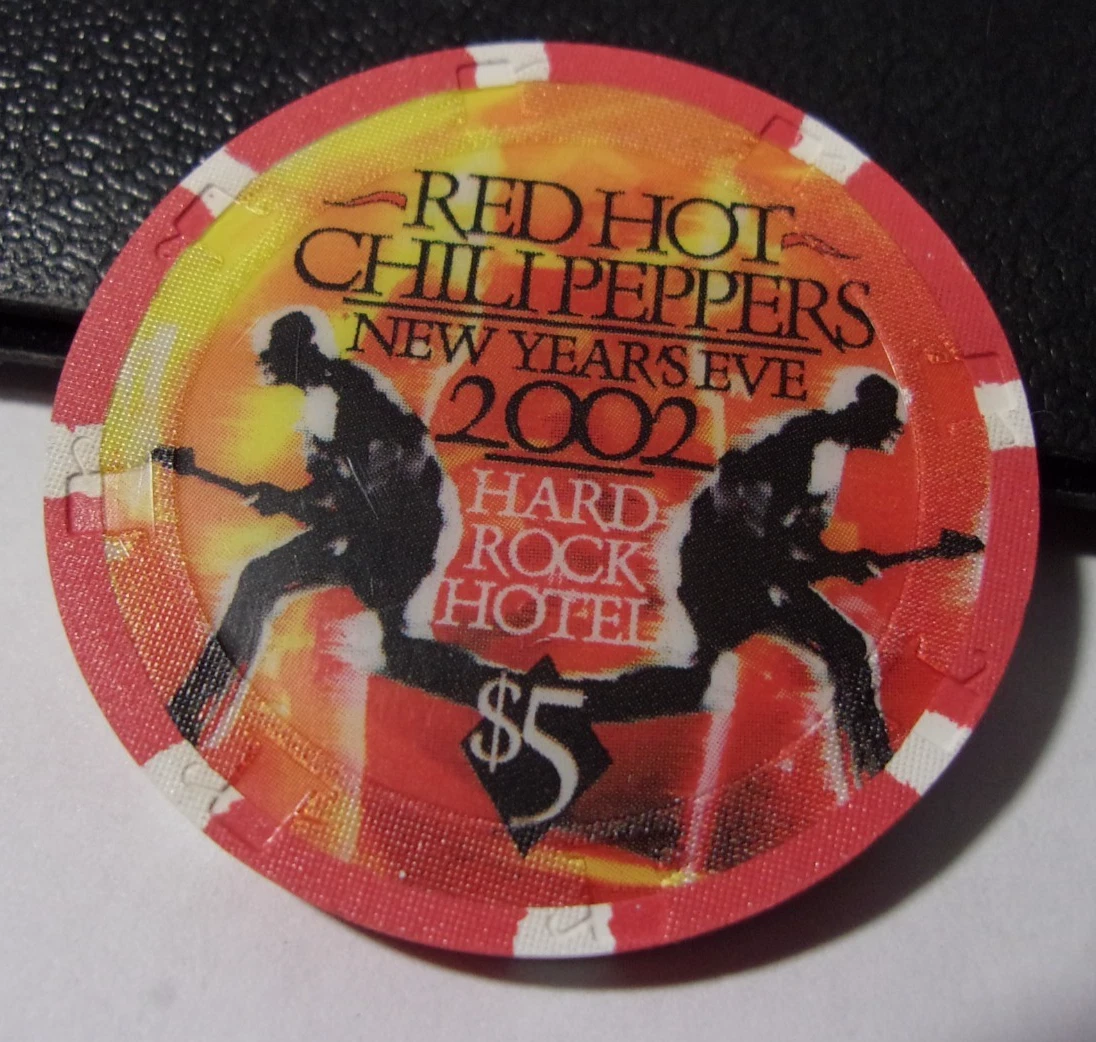 RED HOT
CHILI PEPPERS
NEW YEAR'S EVE
2002
HARD
ROCK
HOTEL
$5